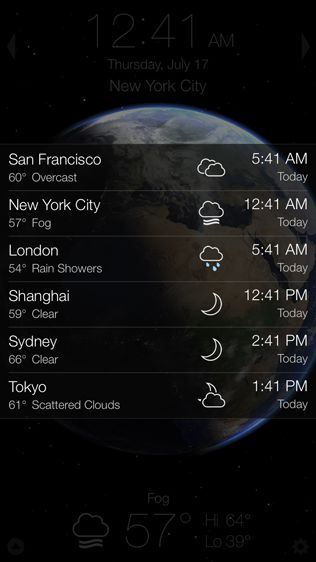 12:41 AM
Thursday, July 17
New York City
San Francisco 5:41 AM
60° Overcast Today
New York City 12:41 AM
57° Fog Today
London 5:41 AM
54° Rain Showers Today
Shanghai 12:41 PM
59° Clear Today
Sydney 2:41 PM
66° Clear Today
Tokyo 1:41 PM
61° Scattered Clouds Today
Fog
57° Hi 64°
Lo 39°